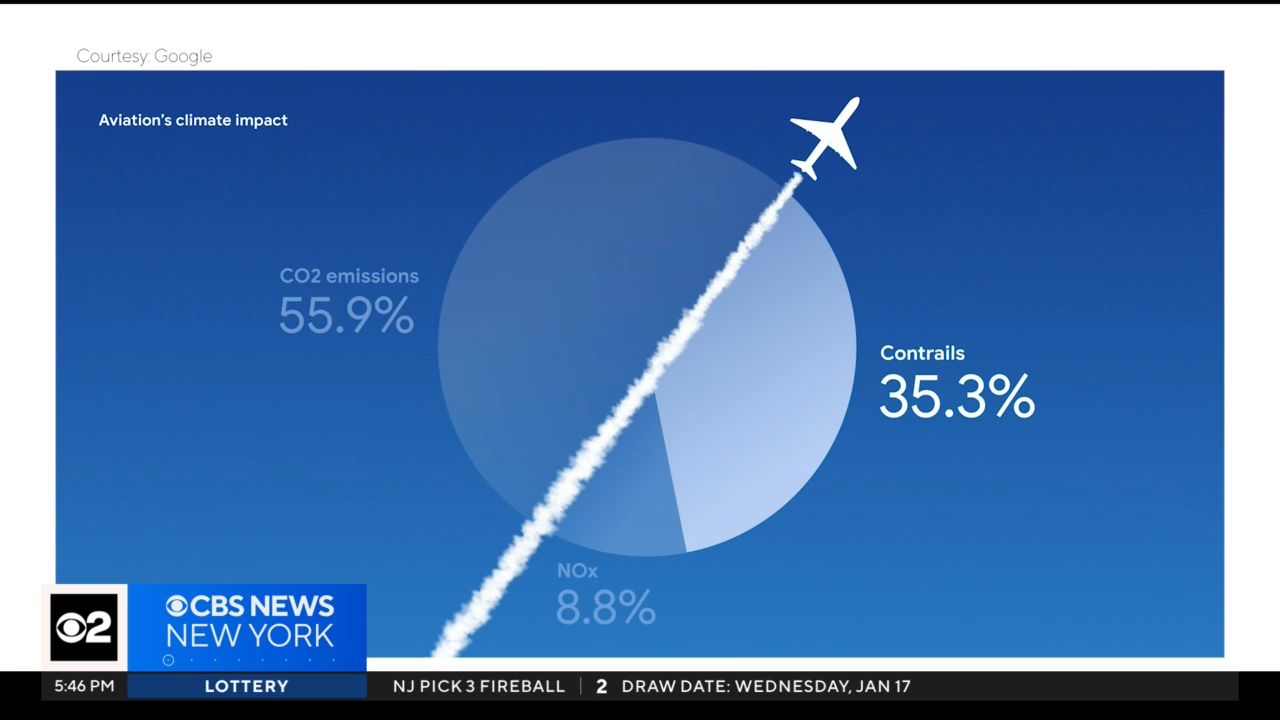 Courtesy: Google
Aviation's climate impact
CO2 emissions
55.9%
Contrails
35.3%
NOx
8.8%
2
CBS NEWS
NEW YORK
5:46 PM
LOTTERY
NJ PICK 3 FIREBALL | 2 DRAW DATE: WEDNESDAY, JAN 17